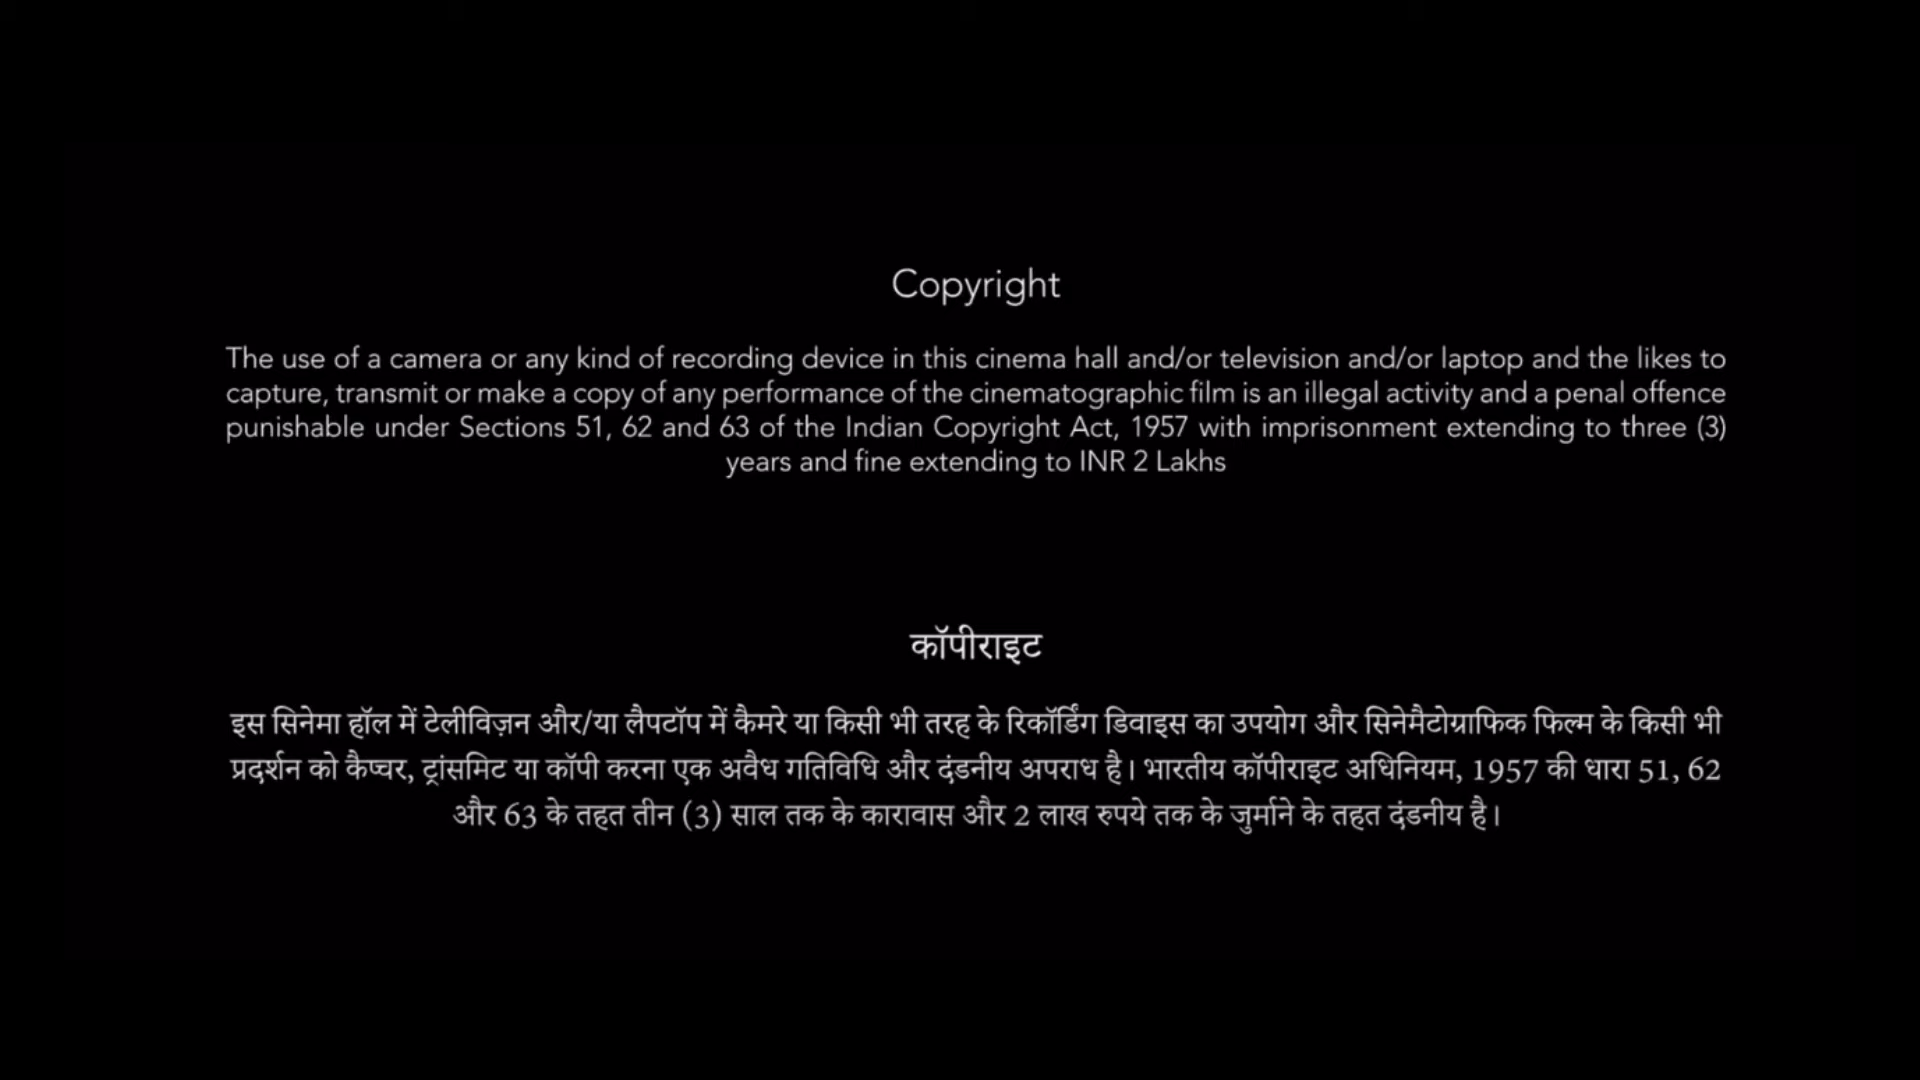 Copyright
The use of a camera or any kind of recording device in this cinema hall and/or television and/or laptop and the likes to
capture, transmit or make a copy of any performance of the cinematographic film is an illegal activity and a penal offence
punishable under Sections 51, 62 and 63 of the Indian Copyright Act, 1957 with imprisonment extending to three (3)
years and fine extending to INR 2 Lakhs
कॉपीराइट
इस सिनेमा हॉल में टेलीविज़न और/या लैपटॉप में कैमरे या किसी भी तरह के रिकॉर्डिंग डिवाइस का उपयोग और सिनेमैटोग्राफिक फिल्म के किसी भी
प्रदर्शन को कैप्चर, ट्रांसमिट या कॉपी करना एक अवैध गतिविधि और दंडनीय अपराध है। भारतीय कॉपीराइट अधिनियम, 1957 की धारा 51, 62
और 63 के तहत तीन (3) साल तक के कारावास और 2 लाख रुपये तक के जुर्माने के तहत दंडनीय है।